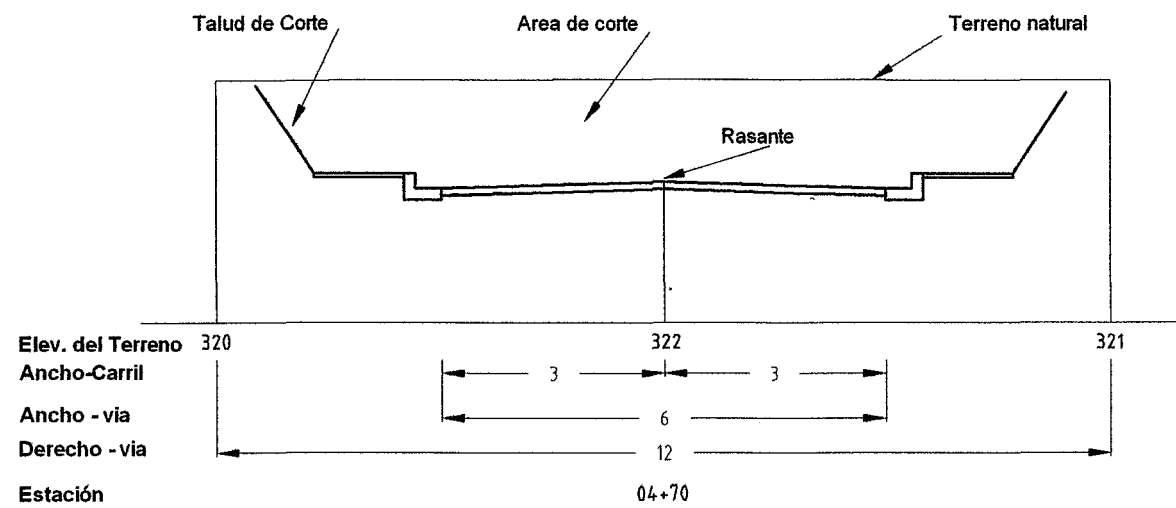 Talud de Corte Area de corte Terreno natural
Rasante
Elev. del Terreno 320 322 321
Ancho-Carril 3 3
Ancho - via 6
Derecho - via 12
Estación 04+70